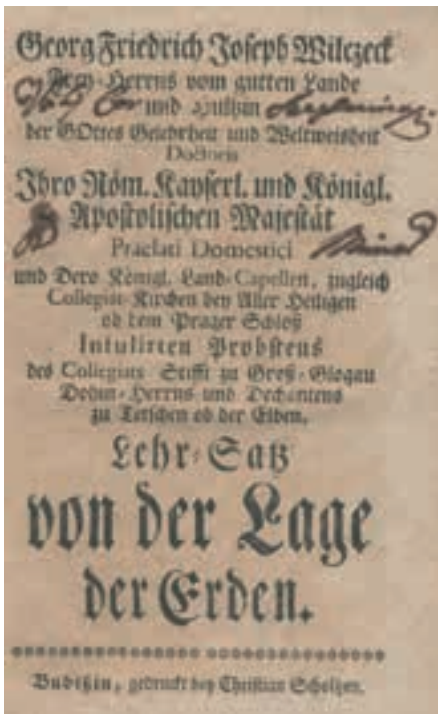 Georg Friedrich Joseph Wilczeck
Frey-Herrns vom gutten Lande
und
der GOttes Gelehrheit und Weltweisheit
Doctoris
Ihro Röm. Kayserl. und Königl.
Apostolischen Majestät
Praelati Domestici
und Dero Königl. Land-Capellen, zugleich
Collegiat-Kirchen bey Aller Heiligen
ob dem Prager Schloß
Infulirten Probstens
des Collegiats Stifft zu Groß-Glogau
Dohm-Herrns und Dechantens
zu Tetschen ob der Elben,
Lehr-Satz
von der Lage
der Erden.
Budißin, gedruckt bey Christian Scholtzen.